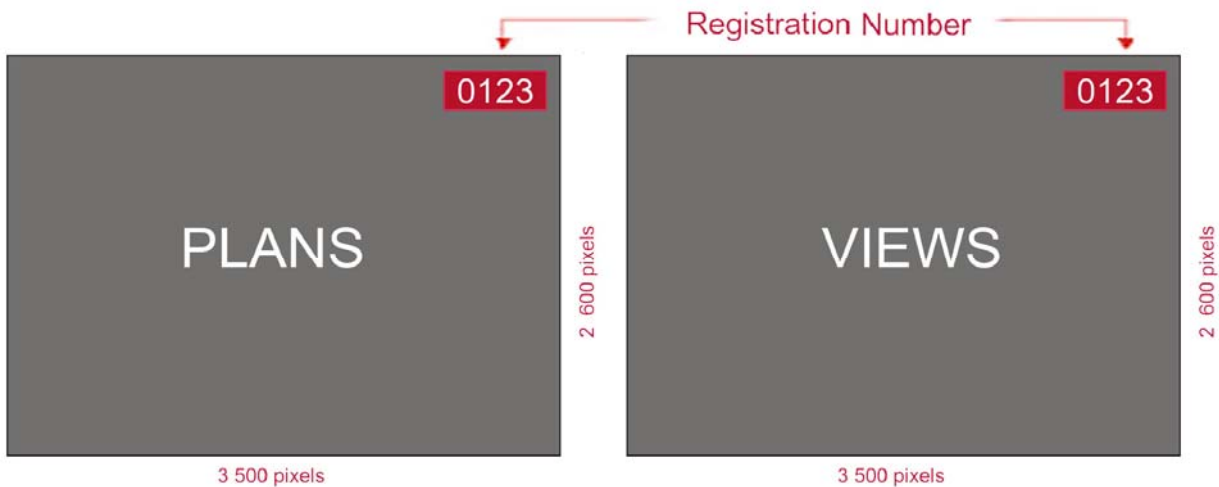 Registration Number
0123
0123
PLANS
VIEWS
2 600 pixels
2 600 pixels
3 500 pixels
3 500 pixels